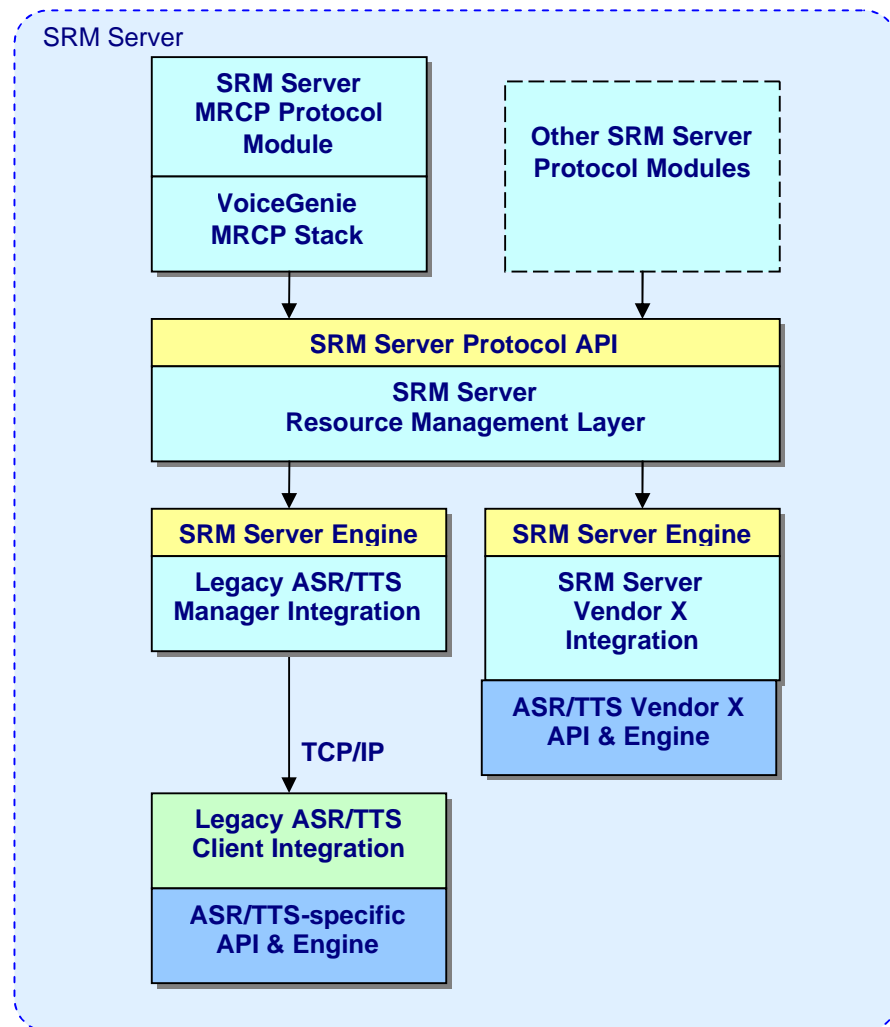 SRM Server
SRM Server
MRCP Protocol
Module
VoiceGenie
MRCP Stack
Other SRM Server
Protocol Modules
SRM Server Protocol API
SRM Server
Resource Management Layer
SRM Server Engine
Legacy ASR/TTS
Manager Integration
SRM Server Engine
SRM Server
Vendor X
Integration
ASR/TTS Vendor X
API & Engine
TCP/IP
Legacy ASR/TTS
Client Integration
ASR/TTS-specific
API & Engine